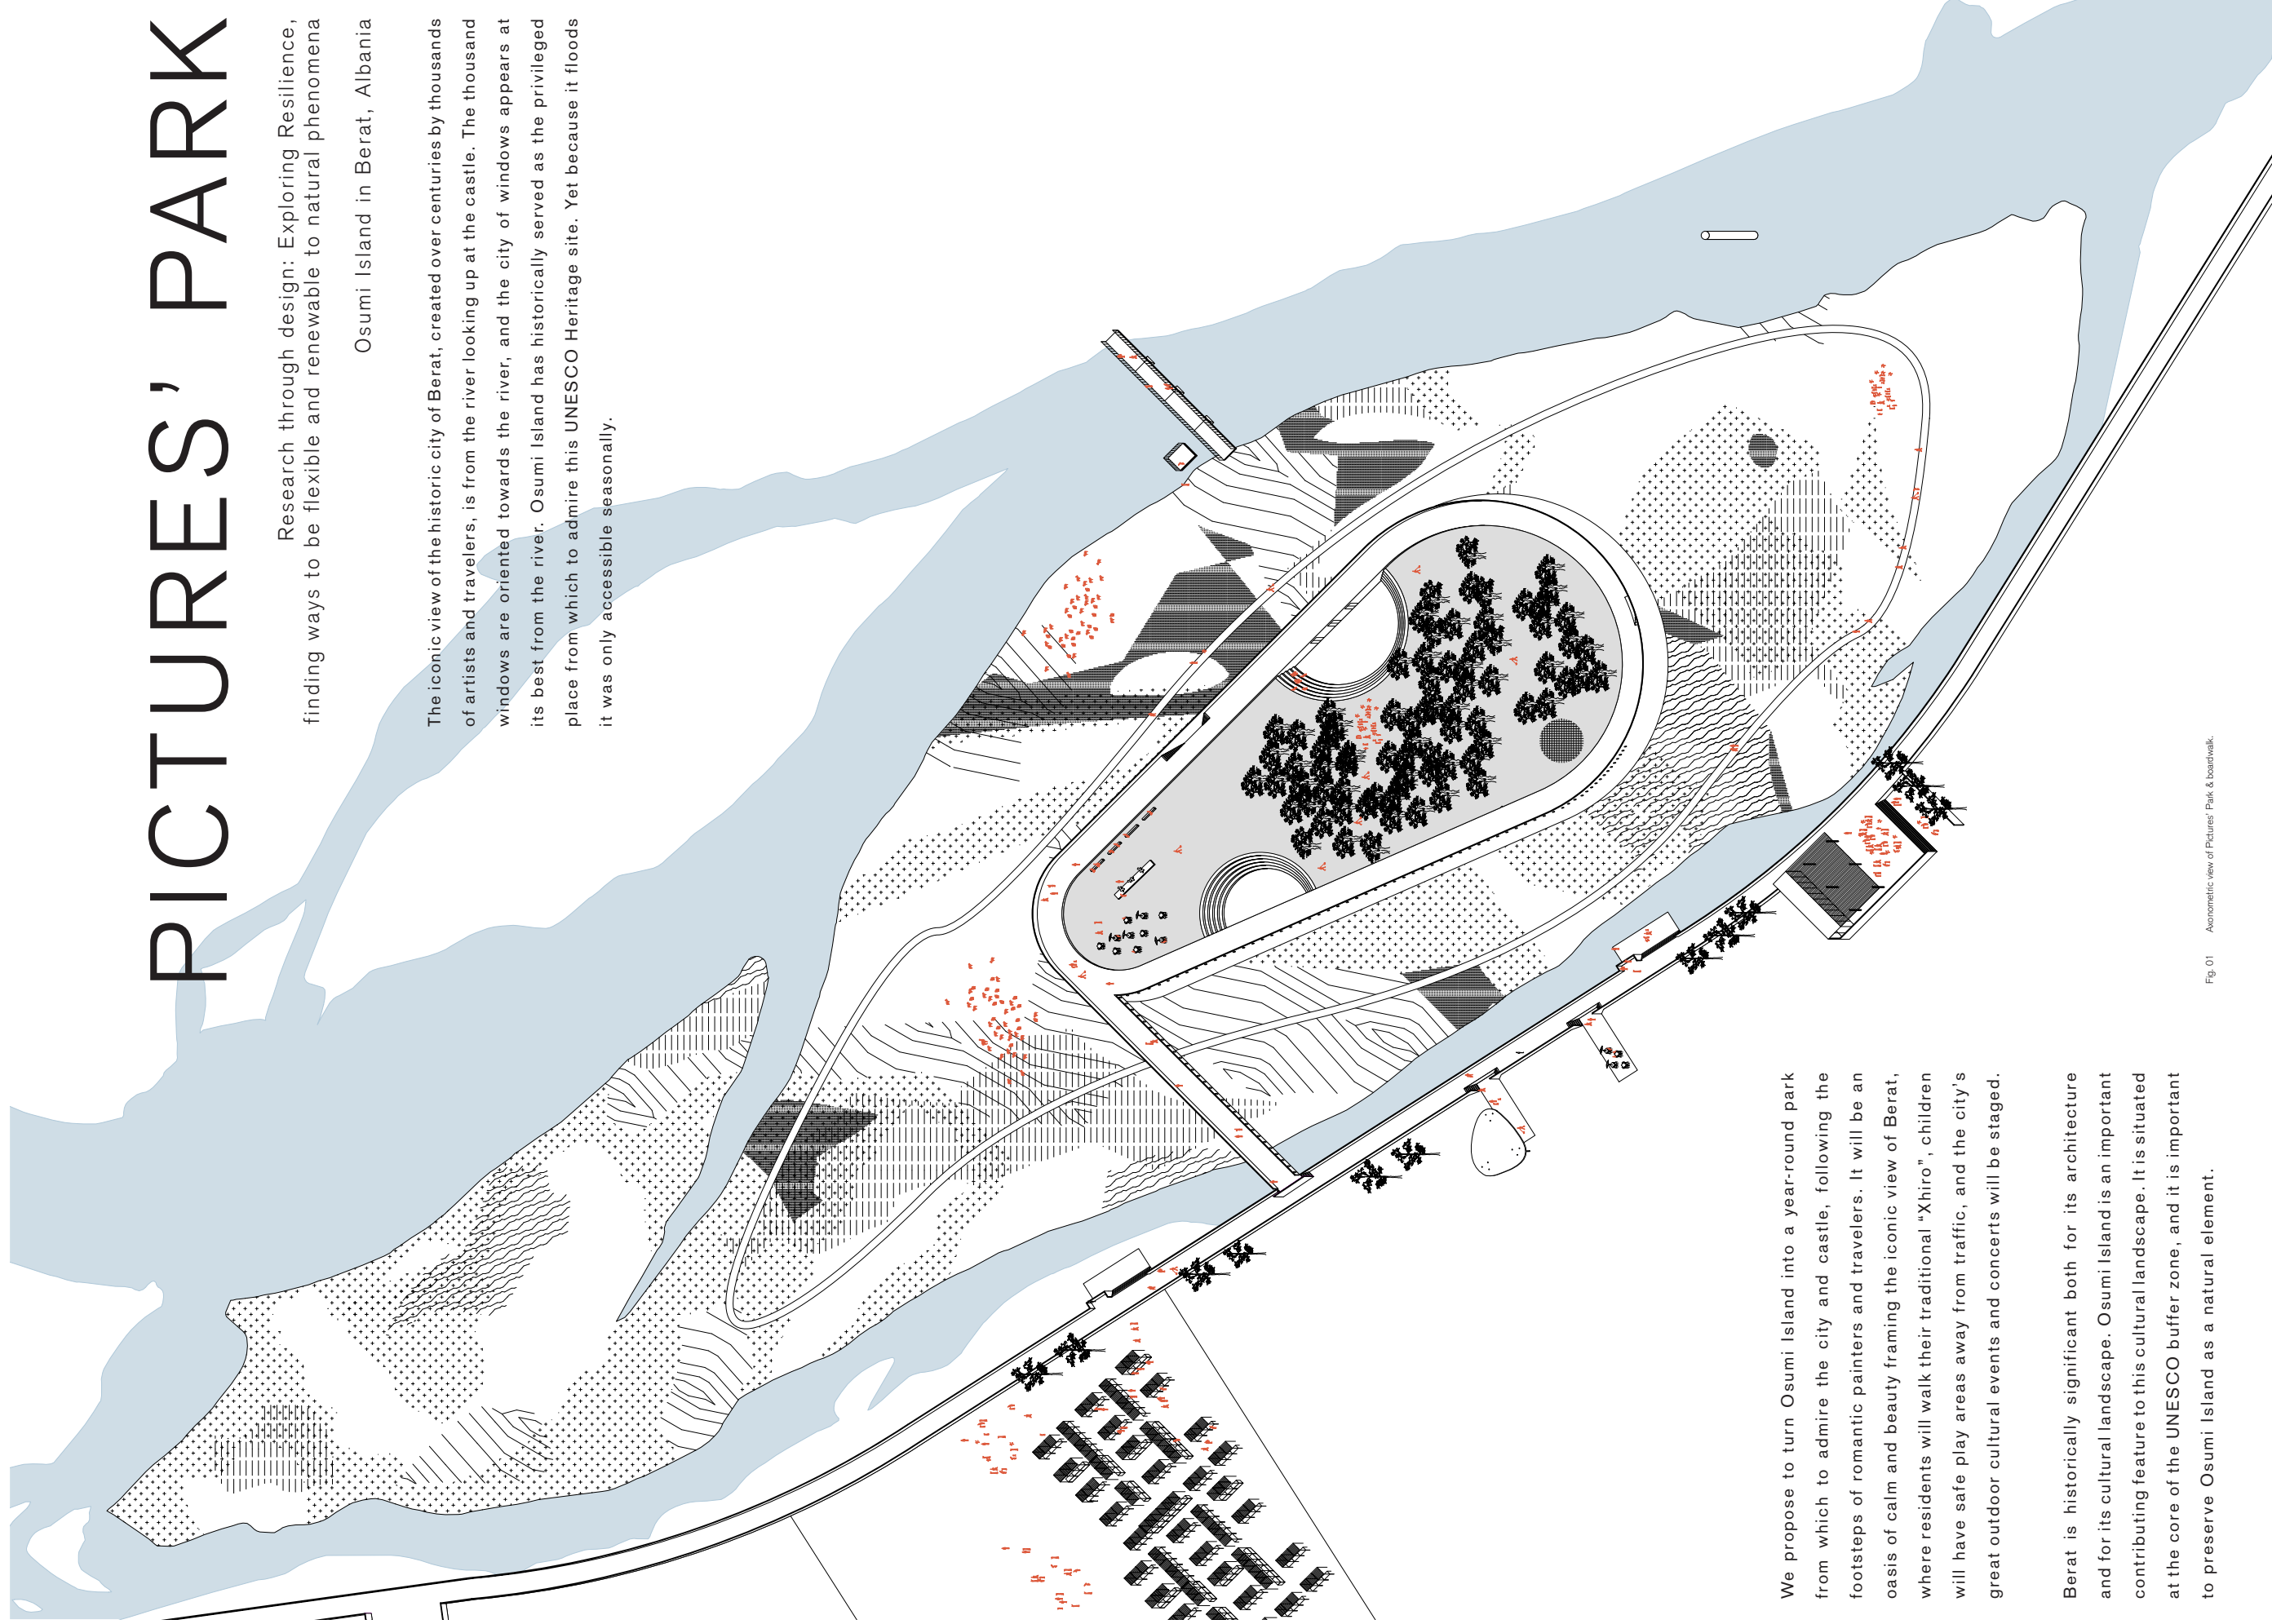 PICTURES’ PARK
Research through design: Exploring Resilience,
finding ways to be flexible and renewable to natural phenomena
Osumi Island in Berat, Albania
The iconic view of the historic city of Berat, created over centuries by thousands
of artists and travelers, is from the river looking up at the castle. The thousand
windows are oriented towards the river, and the city of windows appears at
its best from the river. Osumi Island has historically served as the privileged
place from which to admire this UNESCO Heritage site. Yet because it floods
it was only accessible seasonally.
We propose to turn Osumi Island into a year-round park
from which to admire the city and castle, following the
footsteps of romantic painters and travelers. It will be an
oasis of calm and beauty framing the iconic view of Berat,
where residents will walk their traditional “Xhiro”, children
will have safe play areas away from traffic, and the city’s
great outdoor cultural events and concerts will be staged.
Berat is historically significant both for its architecture
and for its cultural landscape. Osumi Island is an important
contributing feature to this cultural landscape. It is situated
at the core of the UNESCO buffer zone, and it is important
to preserve Osumi Island as a natural element.
Fig. 01 Axonometric view of Pictures’ Park & boardwalk.